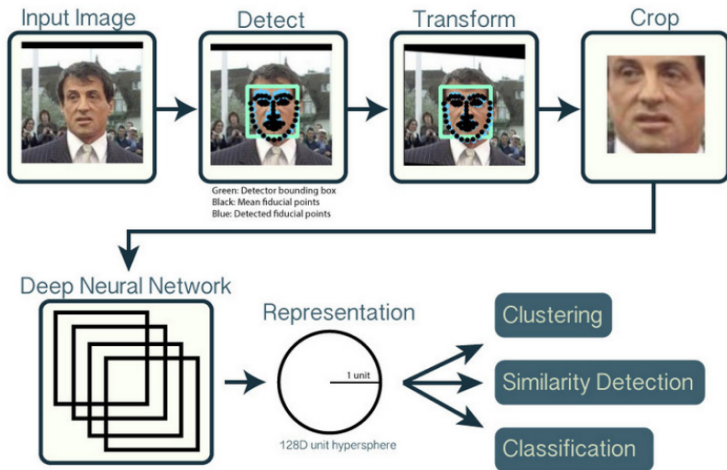 Input Image
Detect
Transform
Crop
Green: Detector bounding box
Black: Mean fiducial points
Blue: Detected fiducial points
Deep Neural Network
Representation
1 unit
128D unit hypersphere
Clustering
Similarity Detection
Classification